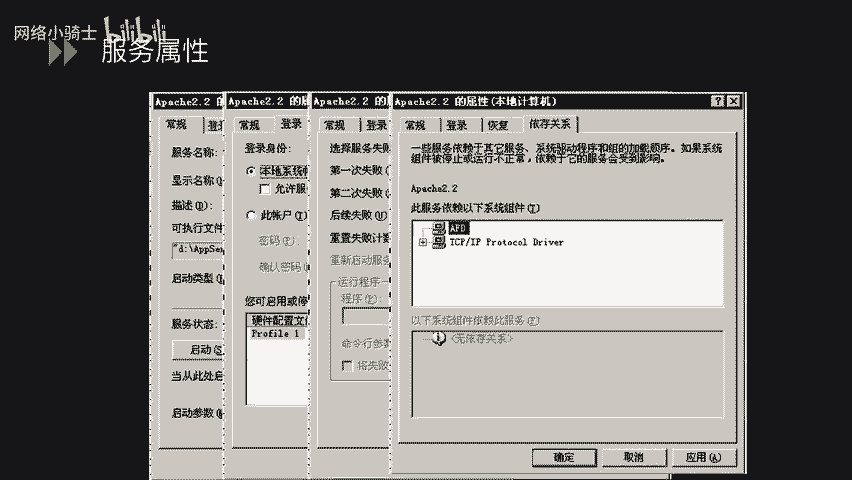 网络小骑士 bilibili
服务属性
Apache2.2 的
常规
服务名称:
显示名称
描述(D):
可执行文件
"d:\AppSer
启动类型
服务状态:
启动(S
当从此处启
启动参数
Apache2.2 的
常规 登录
登录身份:
本地系统帐
允许服
此帐户(T)
密码(P):
确认密码
您可启用或停
硬件配置文
Profile 1
Apache2.2 的
常规 登录
选择服务失败
第一次失败
第二次失败
后续失败(U)
重置失败计数
重新启动服务
运行程序
程序(P):
命令行参数
将失败
Apache2.2 的属性(本地计算机)
常规 登录 恢复 依存关系
一些服务依赖于其它服务、系统驱动程序和组的加载顺序。如果系统
组件被停止或运行不正常，依赖于它的服务会受到影响。
Apache2.2
此服务依赖以下系统组件(T)
AFD
TCP/IP Protocol Driver
以下系统组件依赖此服务(T)
<无依存关系>
确定 取消 应用(A)